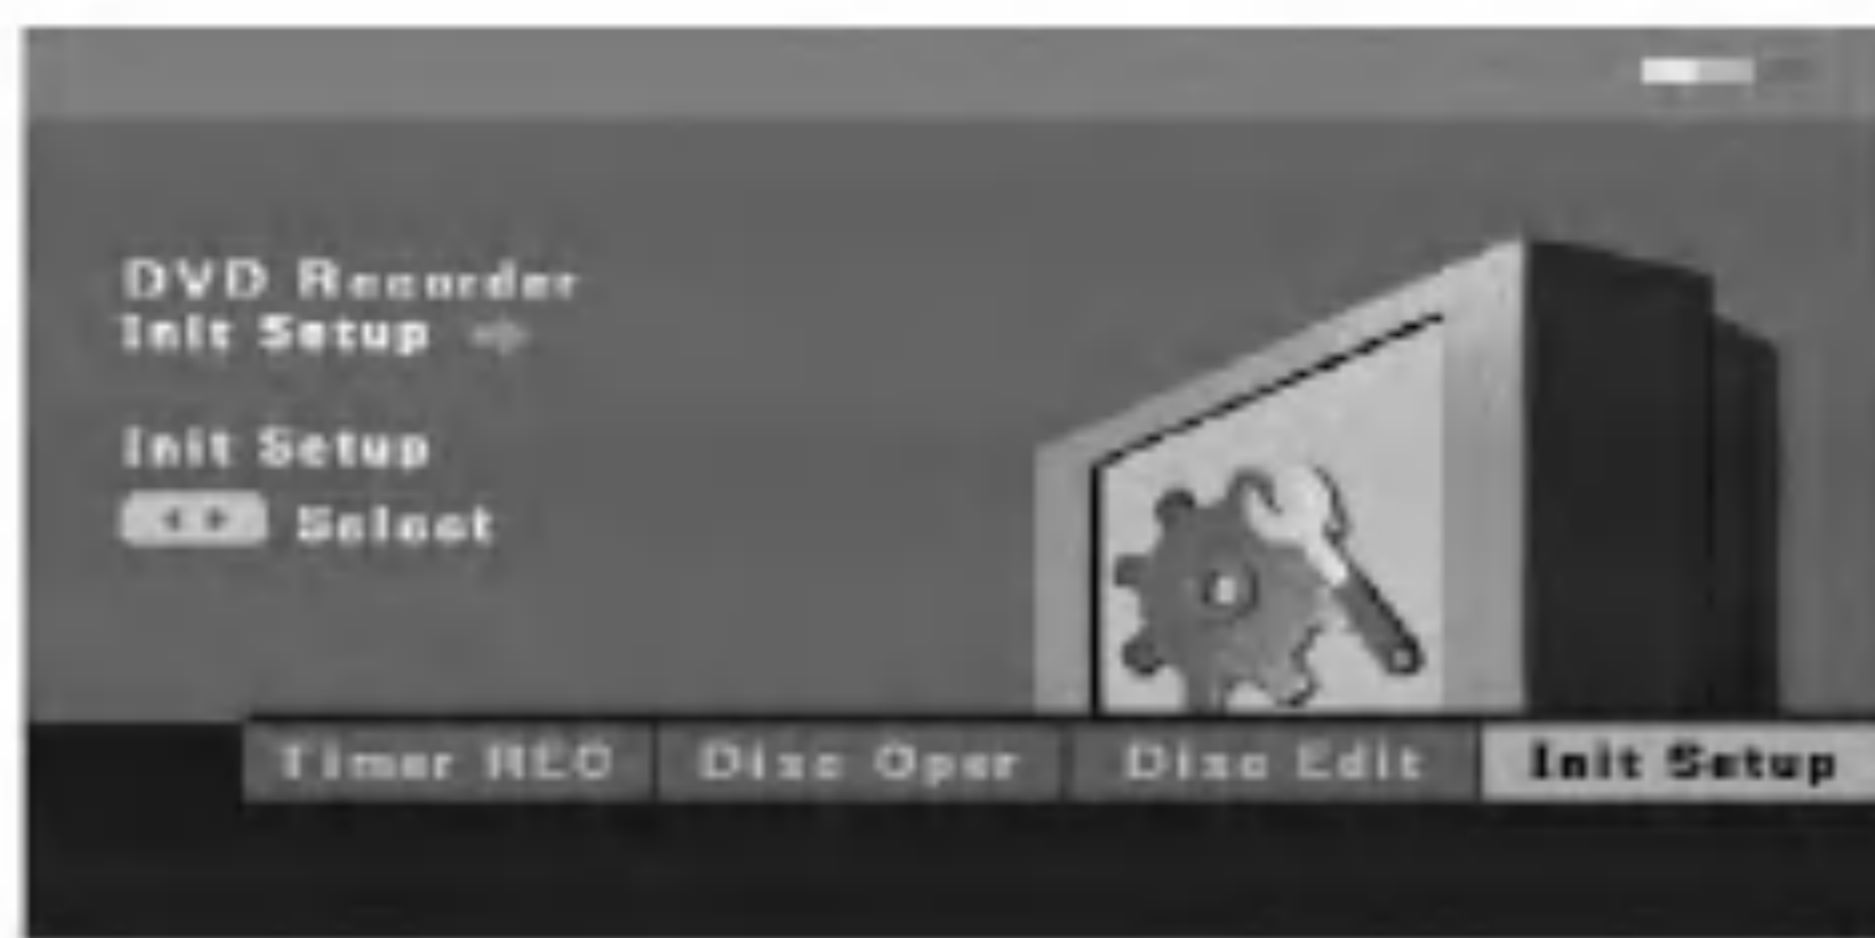 DVD Recorder
Init Setup
Init Setup
Select
Timer REC
Disc Oper
Disc Edit
Init Setup